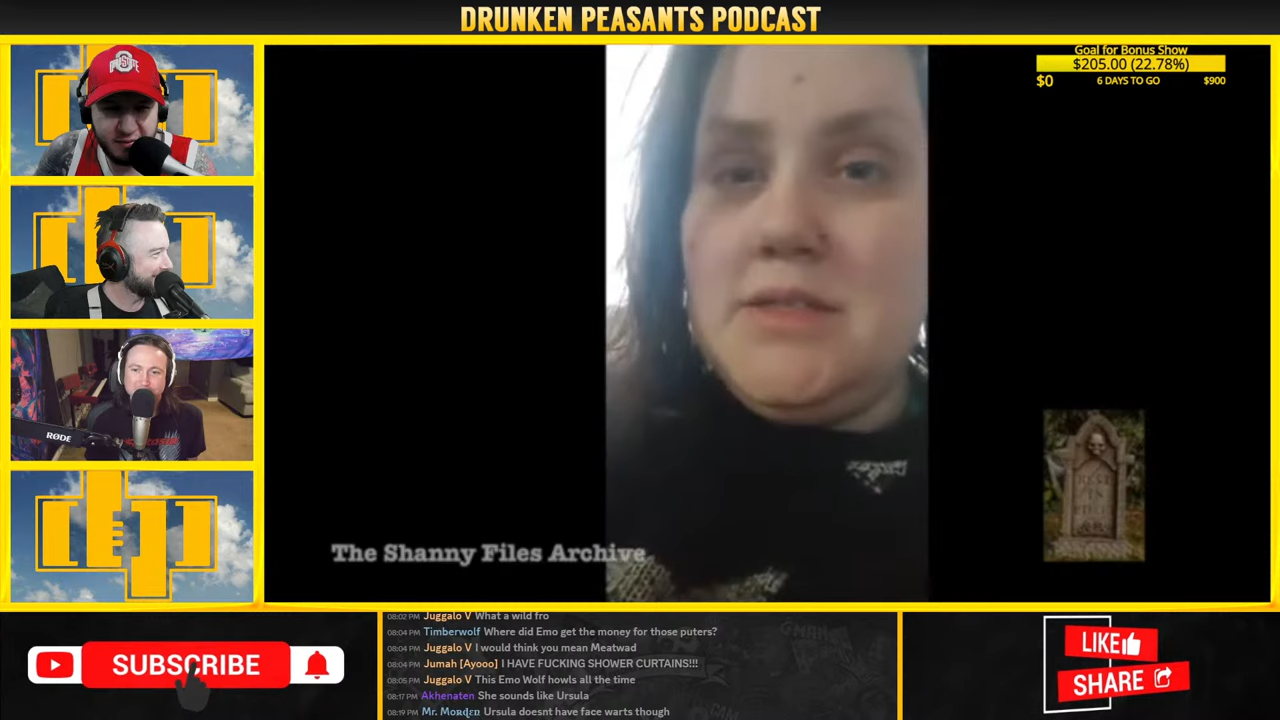 DRUNKEN PEASANTS PODCAST
Goal for Bonus Show
$205.00 (22.78%)
$0 6 DAYS TO GO $900
RØDE
The Shanny Files Archive
REST
IN
SUBSCRIBE
08:02 PM Juggalo V What a wild fro
08:04 PM Timberwolf Where did Emo get the money for those puters?
08:04 PM Juggalo V I would think you mean Meatwad
08:04 PM Jumah [Ayooo] I HAVE FUCKING SHOWER CURTAINS!!!
08:05 PM Juggalo V This Emo Wolf howls all the time
08:17 PM Akhenaten She sounds like Ursula
08:19 PM Mr. Morden Ursula doesnt have face warts though
LIKE
SHARE